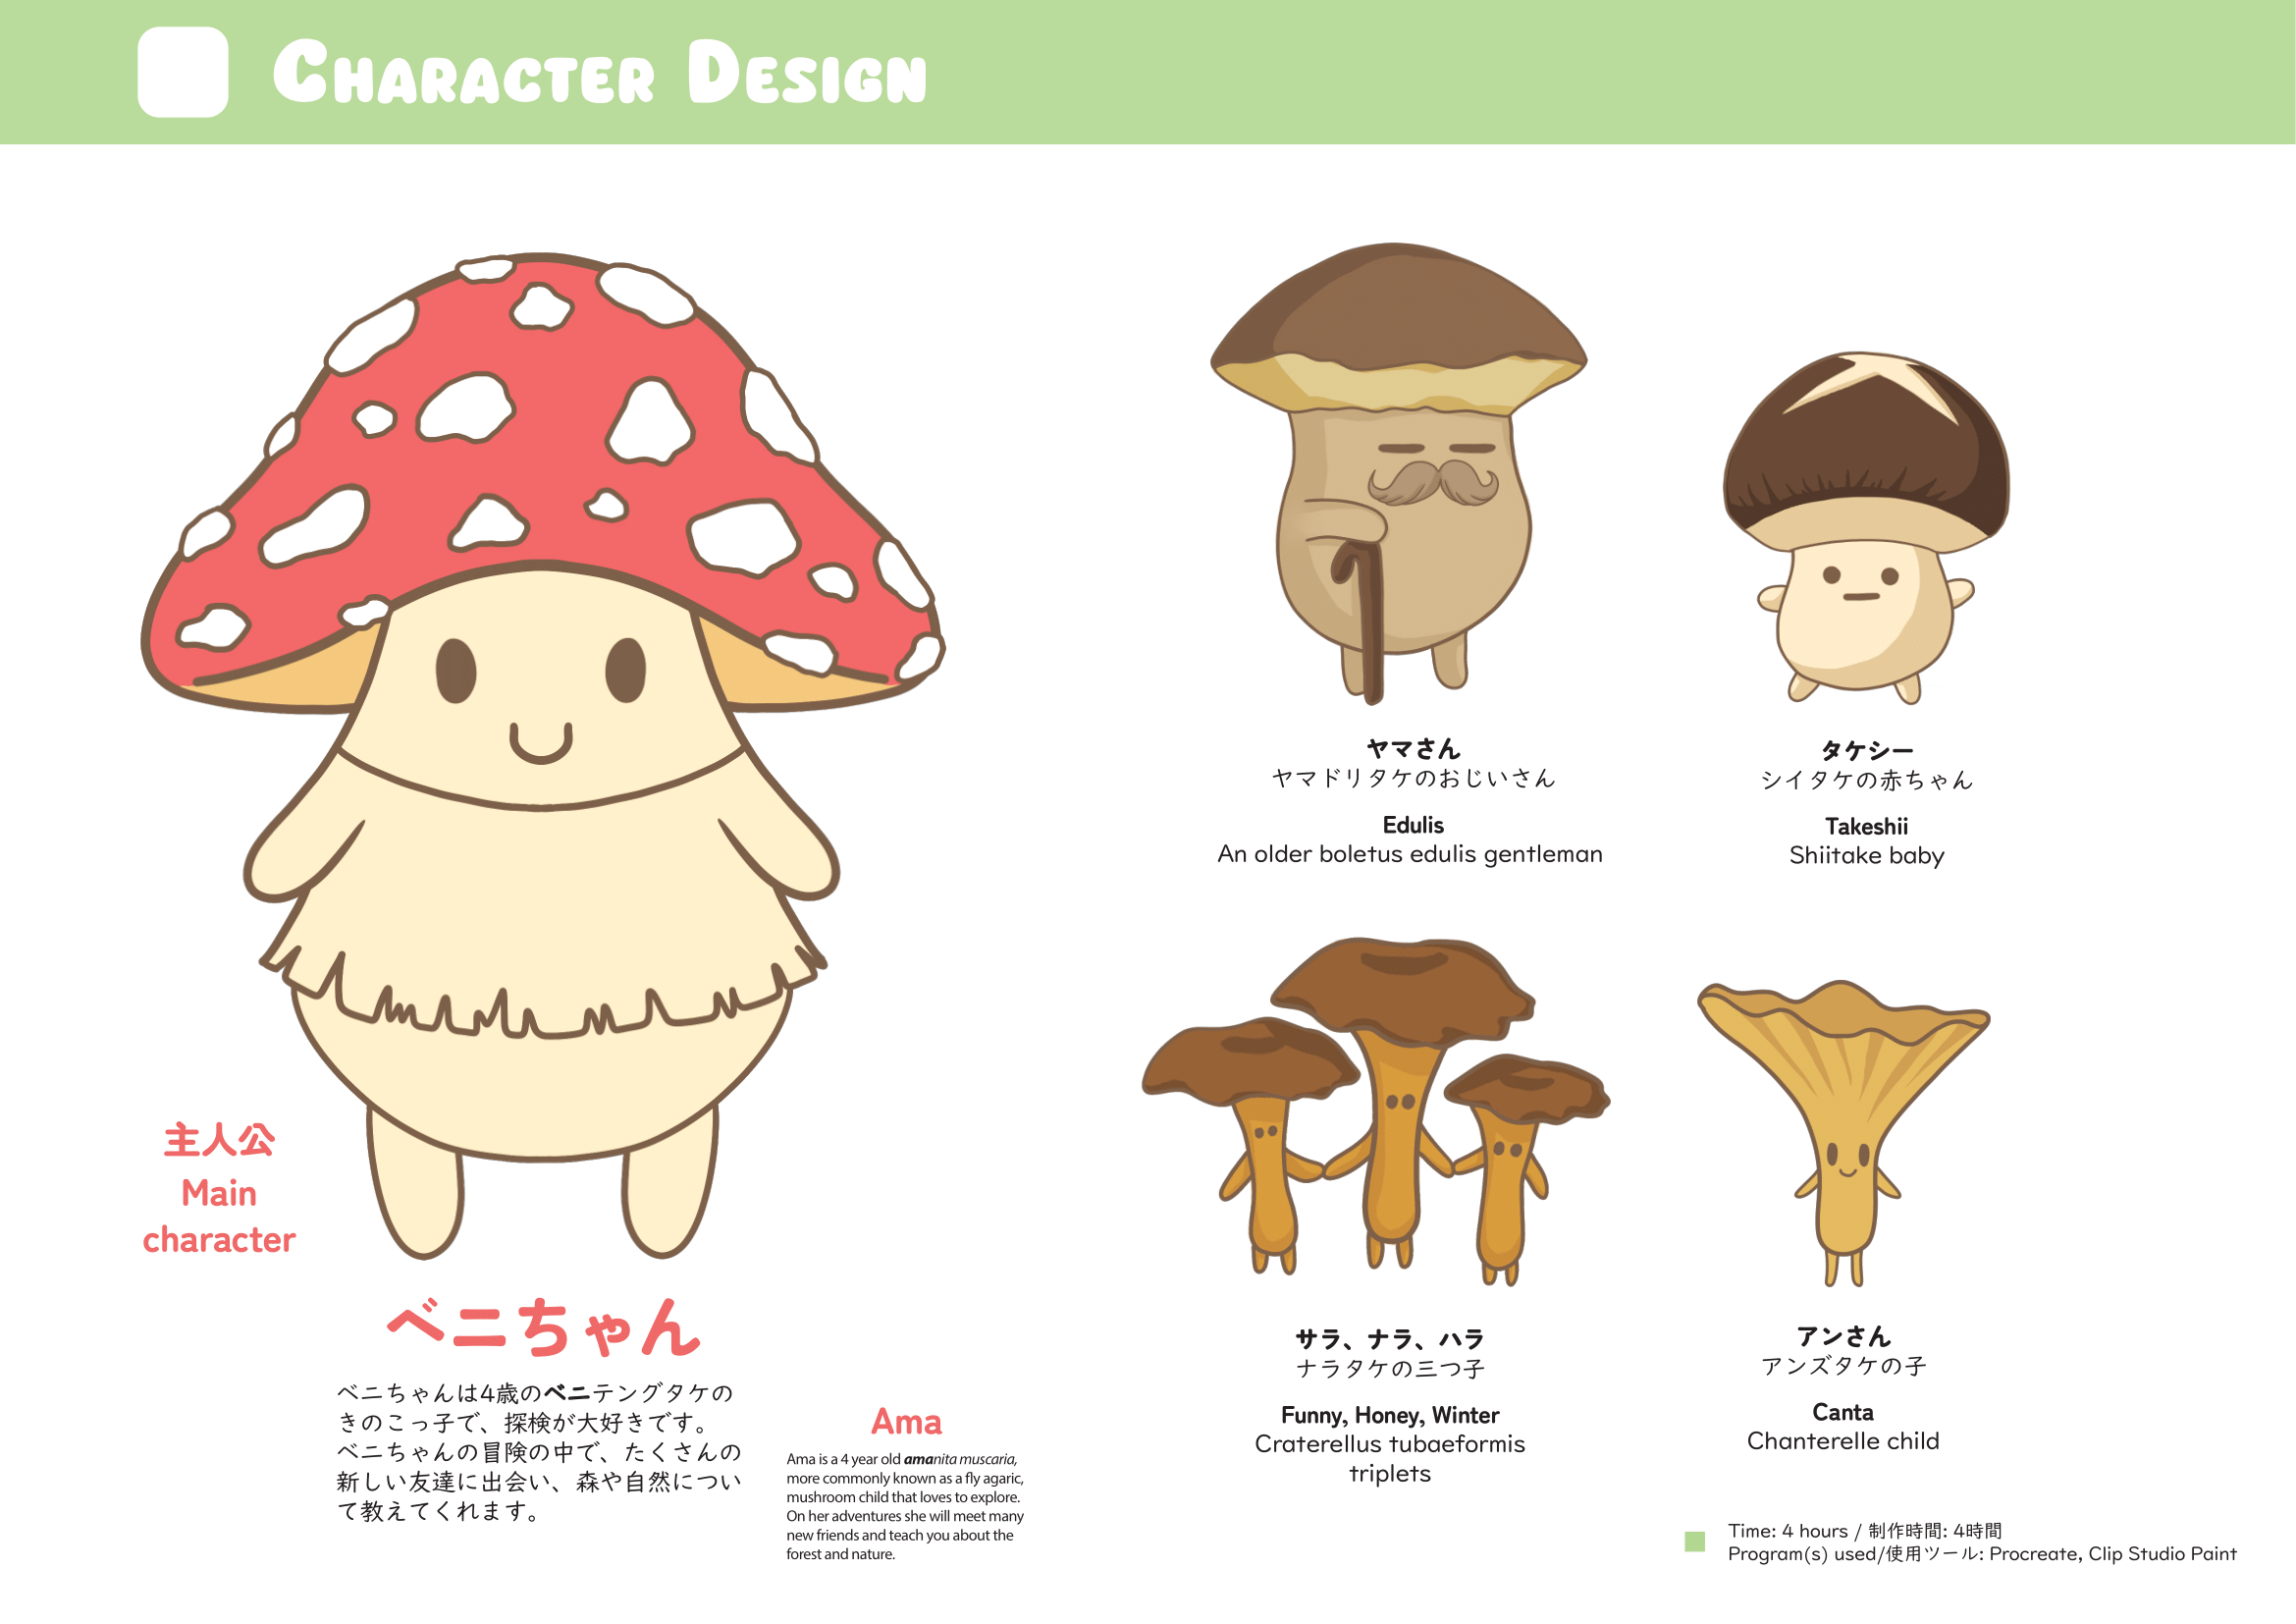 Character Design
主人公
Main
character
ベニちゃん
ベニちゃんは4歳のベニテングタケの
きのこっ子で、探検が大好きです。
ベニちゃんの冒険の中で、たくさんの
新しい友達に出会い、森や自然につい
て教えてくれます。
Ama
Ama is a 4 year old amanita muscaria,
more commonly known as a fly agaric,
mushroom child that loves to explore.
On her adventures she will meet many
new friends and teach you about the
forest and nature.
ヤマさん
ヤマドリタケのおじいさん
Edulis
An older boletus edulis gentleman
タケシー
シイタケの赤ちゃん
Takeshii
Shiitake baby
サラ、ナラ、ハラ
ナラタケの三つ子
Funny, Honey, Winter
Craterellus tubaeformis
triplets
アンさん
アンズタケの子
Canta
Chanterelle child
Time: 4 hours / 制作時間: 4時間
Program(s) used/使用ツール: Procreate, Clip Studio Paint